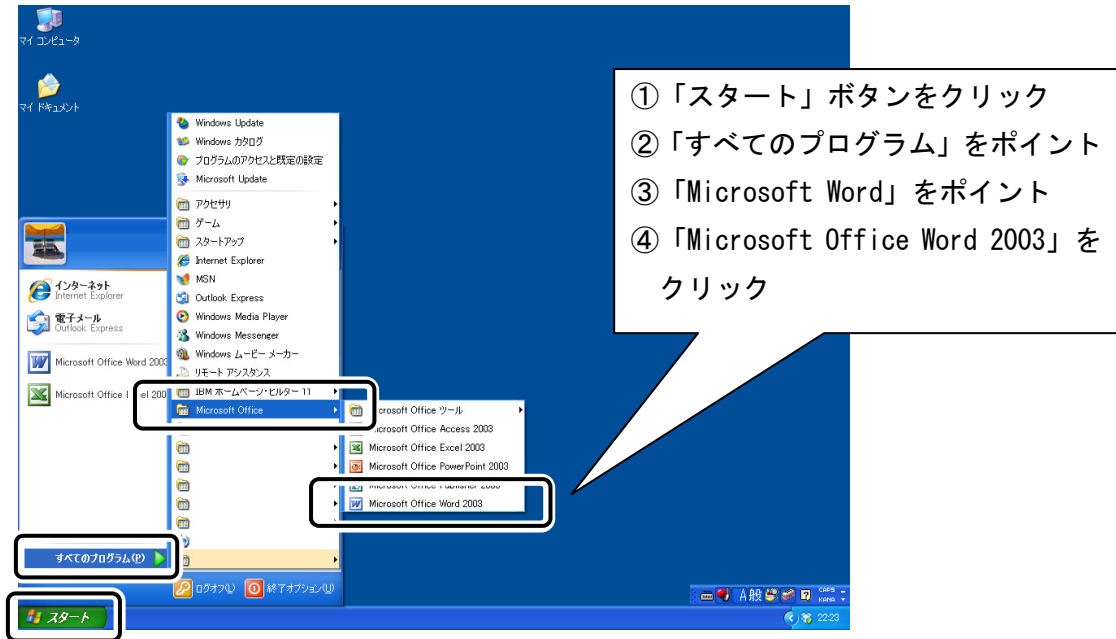 マイ コンピュータ
マイ ドキュメント
①「スタート」ボタンをクリック
②「すべてのプログラム」をポイント
③「Microsoft Word」をポイント
④「Microsoft Office Word 2003」を
クリック
Windows Update
Windows カタログ
プログラムのアクセスと既定の設定
Microsoft Update
アクセサリ
ゲーム
スタートアップ
Internet Explorer
MSN
Outlook Express
Windows Media Player
Windows Messenger
Windows ムービー メーカー
リモート アシスタンス
IBM ホームページ・ビルダー 11
Microsoft Office
インターネット
Internet Explorer
電子メール
Outlook Express
Microsoft Office Word 2003
Microsoft Office
Microsoft Office ツール
Microsoft Office Access 2003
Microsoft Office Excel 2003
Microsoft Office PowerPoint 2003
Microsoft Office Publisher 2003
Microsoft Office Word 2003
すべてのプログラム(P)
ログオフ(L)
終了オプション(U)
スタート
A 般
CAPS
KANA
22:23